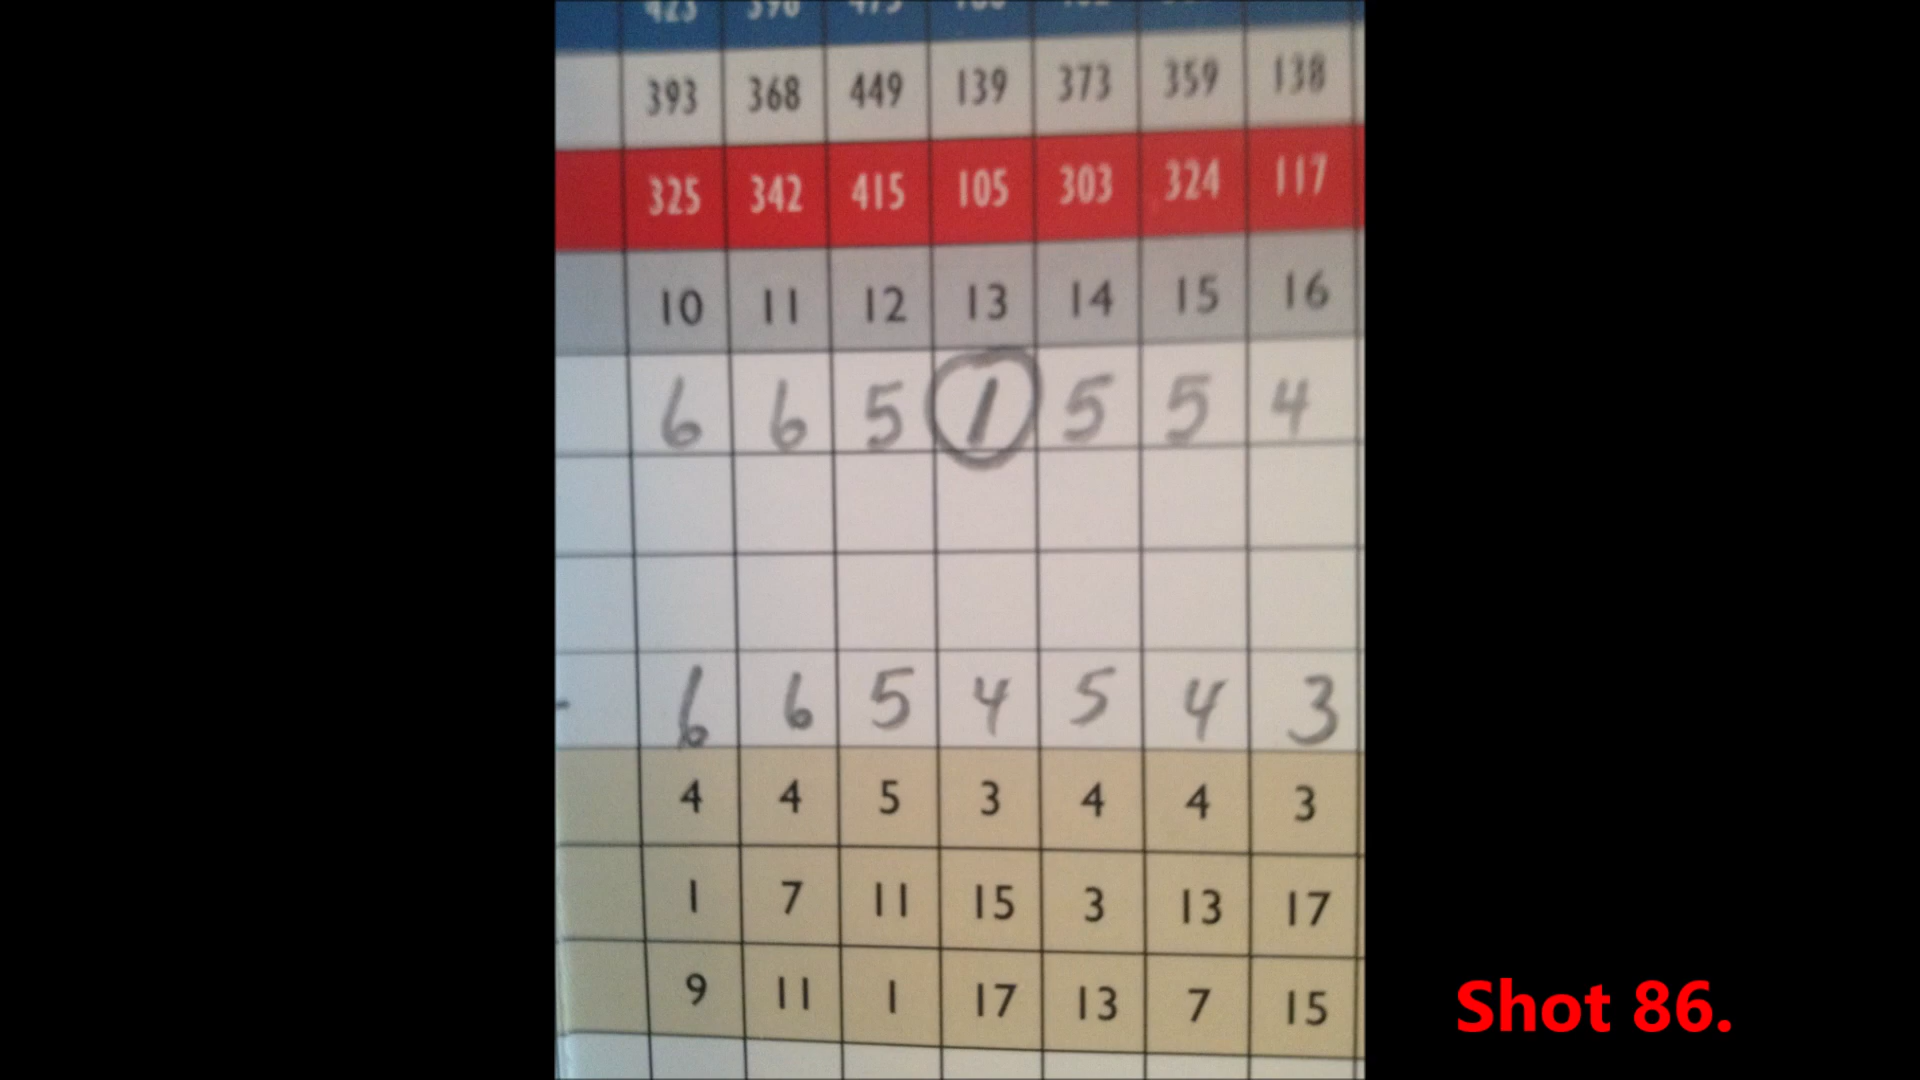 393 368 449 139 373 359 138
325 342 415 105 303 324 117
10 11 12 13 14 15 16
6 6 5 1 5 5 4
6 6 5 4 5 4 3
4 4 5 3 4 4 3
1 7 11 15 3 13 17
9 11 1 17 13 7 15
Shot 86.